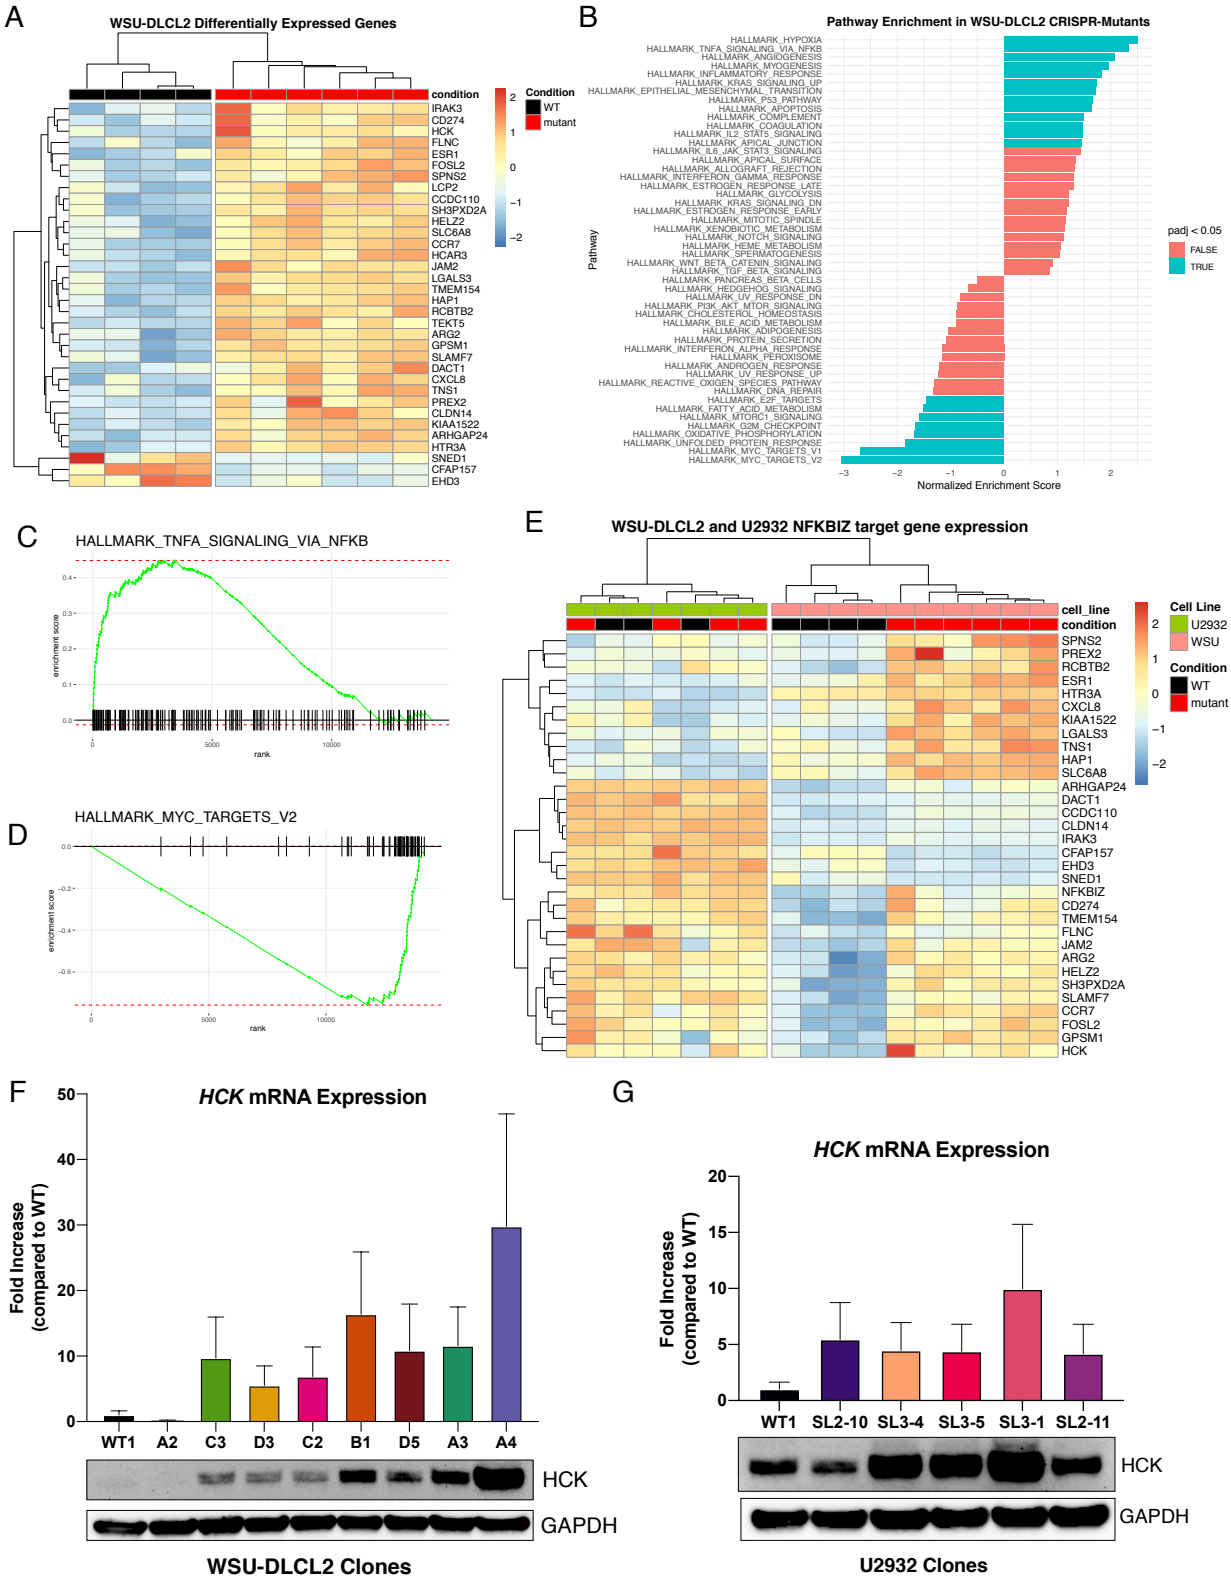 A
WSU-DLCL2 Differentially Expressed Genes
condition
IRAK3
CD274
HCK
FLNC
ESR1
FOSL2
SPNS2
LCP2
CCDC110
SH3PXD2A
HELZ2
SLC6A8
CCR7
HCAR3
JAM2
LGALS3
TMEM154
HAP1
RCBTB2
TEKT5
ARG2
GPSM1
SLAMF7
DACT1
CXCL8
TNS1
PREX2
CLDN14
KIAA1522
ARHGAP24
HTR3A
SNED1
CFAP157
EHD3
2
1
0
−1
−2
Condition
WT
mutant
B
Pathway Enrichment in WSU-DLCL2 CRISPR-Mutants
Pathway
HALLMARK_HYPOXIA
HALLMARK_TNFA_SIGNALING_VIA_NFKB
HALLMARK_ANGIOGENESIS
HALLMARK_MYOGENESIS
HALLMARK_INFLAMMATORY_RESPONSE
HALLMARK_KRAS_SIGNALING_UP
HALLMARK_EPITHELIAL_MESENCHYMAL_TRANSITION
HALLMARK_P53_PATHWAY
HALLMARK_APOPTOSIS
HALLMARK_COMPLEMENT
HALLMARK_COAGULATION
HALLMARK_IL2_STAT5_SIGNALING
HALLMARK_APICAL_JUNCTION
HALLMARK_IL6_JAK_STAT3_SIGNALING
HALLMARK_APICAL_SURFACE
HALLMARK_ALLOGRAFT_REJECTION
HALLMARK_INTERFERON_GAMMA_RESPONSE
HALLMARK_ESTROGEN_RESPONSE_LATE
HALLMARK_GLYCOLYSIS
HALLMARK_KRAS_SIGNALING_DN
HALLMARK_ESTROGEN_RESPONSE_EARLY
HALLMARK_MITOTIC_SPINDLE
HALLMARK_XENOBIOTIC_METABOLISM
HALLMARK_NOTCH_SIGNALING
HALLMARK_HEME_METABOLISM
HALLMARK_SPERMATOGENESIS
HALLMARK_WNT_BETA_CATENIN_SIGNALING
HALLMARK_TGF_BETA_SIGNALING
HALLMARK_PANCREAS_BETA_CELLS
HALLMARK_HEDGEHOG_SIGNALING
HALLMARK_UV_RESPONSE_DN
HALLMARK_PI3K_AKT_MTOR_SIGNALING
HALLMARK_CHOLESTEROL_HOMEOSTASIS
HALLMARK_BILE_ACID_METABOLISM
HALLMARK_ADIPOGENESIS
HALLMARK_PROTEIN_SECRETION
HALLMARK_INTERFERON_ALPHA_RESPONSE
HALLMARK_PEROXISOME
HALLMARK_ANDROGEN_RESPONSE
HALLMARK_UV_RESPONSE_UP
HALLMARK_REACTIVE_OXIGEN_SPECIES_PATHWAY
HALLMARK_DNA_REPAIR
HALLMARK_E2F_TARGETS
HALLMARK_FATTY_ACID_METABOLISM
HALLMARK_MTORC1_SIGNALING
HALLMARK_G2M_CHECKPOINT
HALLMARK_OXIDATIVE_PHOSPHORYLATION
HALLMARK_UNFOLDED_PROTEIN_RESPONSE
HALLMARK_MYC_TARGETS_V1
HALLMARK_MYC_TARGETS_V2
−3 −2 −1 0 1 2
Normalized Enrichment Score
padj < 0.05
FALSE
TRUE
C
HALLMARK_TNFA_SIGNALING_VIA_NFKB
enrichment score
0.4
0.3
0.2
0.1
0.0
0 5000 10000
rank
D
HALLMARK_MYC_TARGETS_V2
enrichment score
0.0
−0.2
−0.4
−0.6
0 5000 10000
rank
E
WSU-DLCL2 and U2932 NFKBIZ target gene expression
cell_line
condition
SPNS2
PREX2
RCBTB2
ESR1
HTR3A
CXCL8
KIAA1522
LGALS3
TNS1
HAP1
SLC6A8
ARHGAP24
DACT1
CCDC110
CLDN14
IRAK3
CFAP157
EHD3
SNED1
NFKBIZ
CD274
TMEM154
FLNC
JAM2
ARG2
HELZ2
SH3PXD2A
SLAMF7
CCR7
FOSL2
GPSM1
HCK
2
1
0
−1
−2
Cell Line
U2932
WSU
Condition
WT
mutant
F
HCK mRNA Expression
Fold Increase
(compared to WT)
50
40
30
20
10
0
WT1 A2 C3 D3 C2 B1 D5 A3 A4
HCK
GAPDH
WSU-DLCL2 Clones
G
HCK mRNA Expression
Fold Increase
(compared to WT)
20
15
10
5
0
WT1 SL2-10 SL3-4 SL3-5 SL3-1 SL2-11
HCK
GAPDH
U2932 Clones